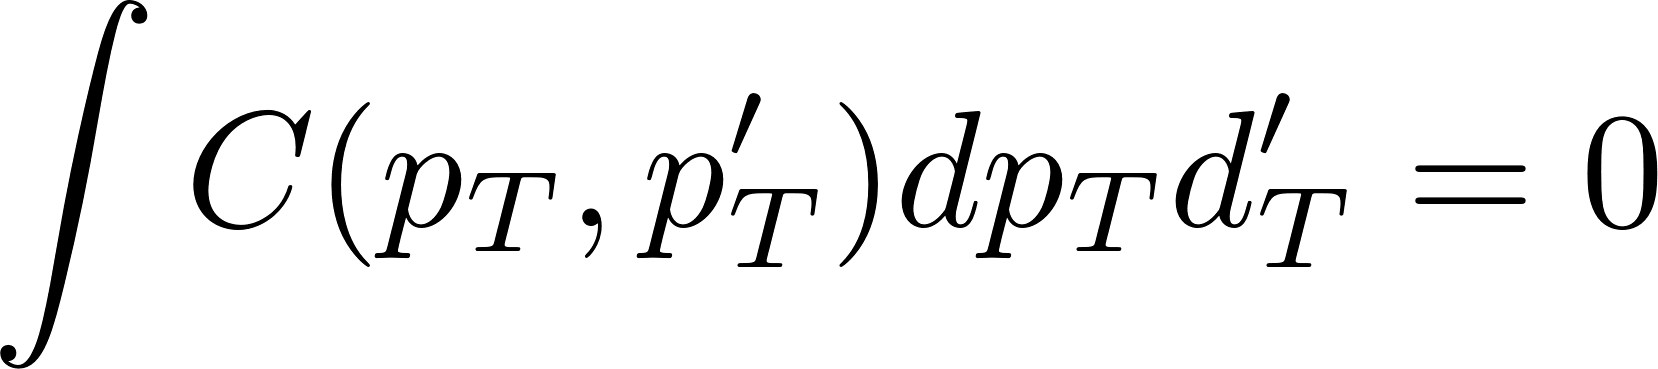 ∫ C(p_T, p′_T)dp_T d′_T = 0